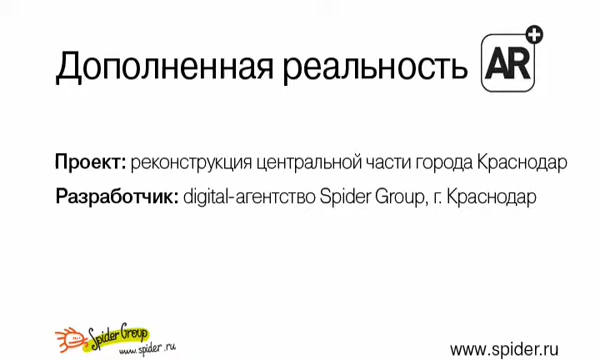 Дополненная реальность AR+
Проект: реконструкция центральной части города Краснодар
Разработчик: digital-агентство Spider Group, г. Краснодар
Spider Group
www.spider.ru
www.spider.ru